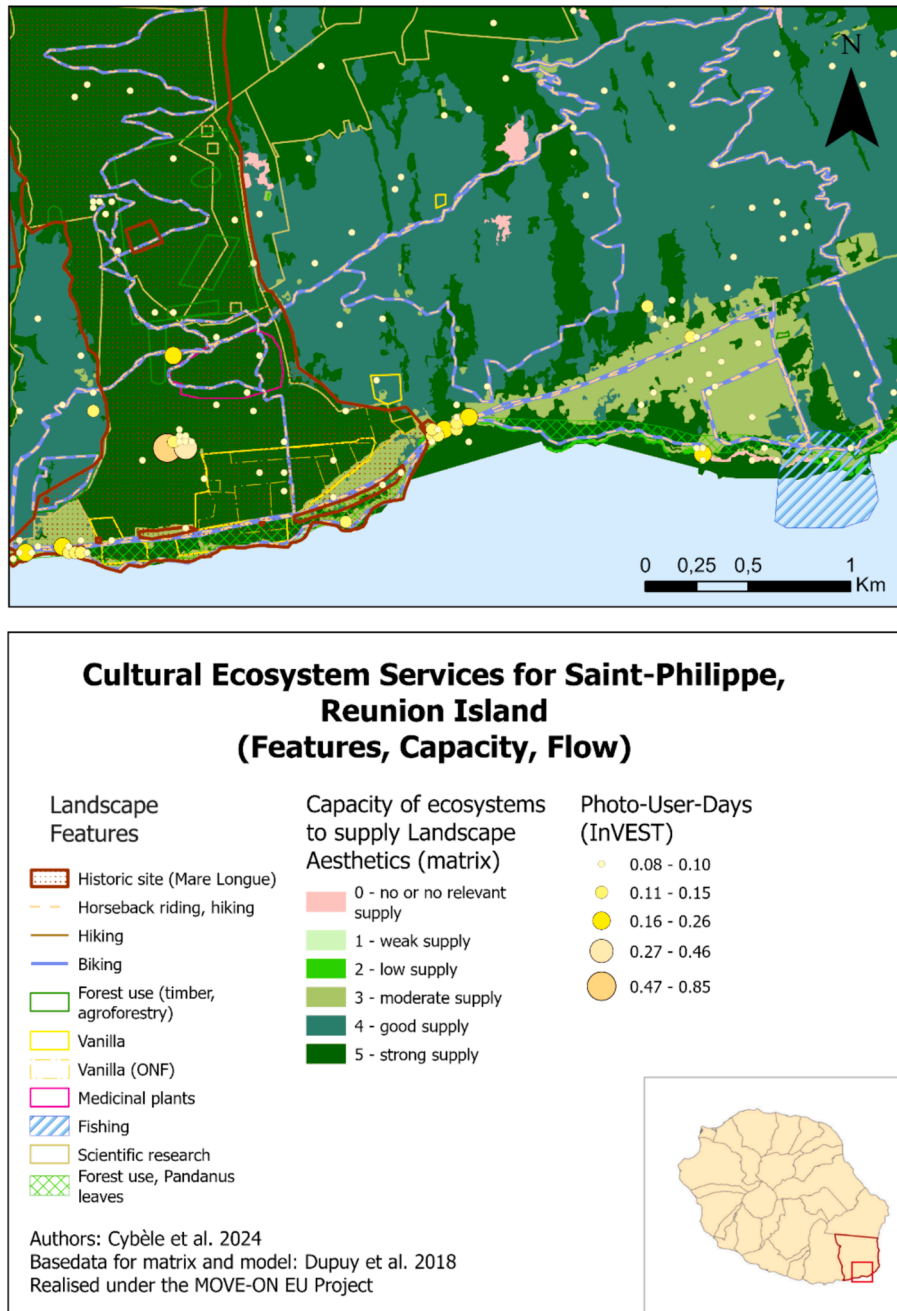 N
0 0,25 0,5 1
Km
Cultural Ecosystem Services for Saint-Philippe,
Reunion Island
(Features, Capacity, Flow)
Landscape
Features
Historic site (Mare Longue)
Horseback riding, hiking
Hiking
Biking
Forest use (timber,
agroforestry)
Vanilla
Vanilla (ONF)
Medicinal plants
Fishing
Scientific research
Forest use, Pandanus
leaves
Capacity of ecosystems
to supply Landscape
Aesthetics (matrix)
0 - no or no relevant
supply
1 - weak supply
2 - low supply
3 - moderate supply
4 - good supply
5 - strong supply
Photo-User-Days
(InVEST)
0.08 - 0.10
0.11 - 0.15
0.16 - 0.26
0.27 - 0.46
0.47 - 0.85
Authors: Cybèle et al. 2024
Basedata for matrix and model: Dupuy et al. 2018
Realised under the MOVE-ON EU Project